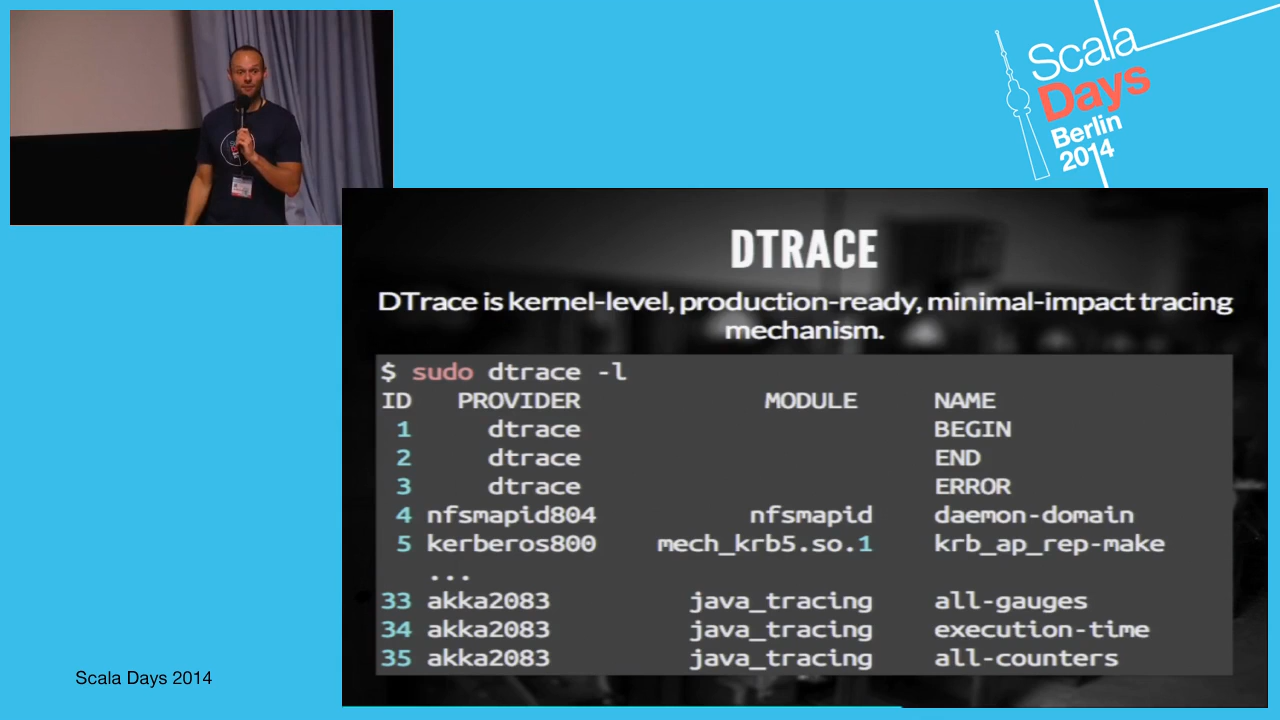 Scala
Days
Berlin
2014
DTRACE
DTrace is kernel-level, production-ready, minimal-impact tracing
mechanism.
$ sudo dtrace -l
ID PROVIDER MODULE NAME
1 dtrace BEGIN
2 dtrace END
3 dtrace ERROR
4 nfsmapid804 nfsmapid daemon-domain
5 kerberos800 mech_krb5.so.1 krb_ap_rep-make
...
33 akka2083 java_tracing all-gauges
34 akka2083 java_tracing execution-time
35 akka2083 java_tracing all-counters
Scala Days 2014